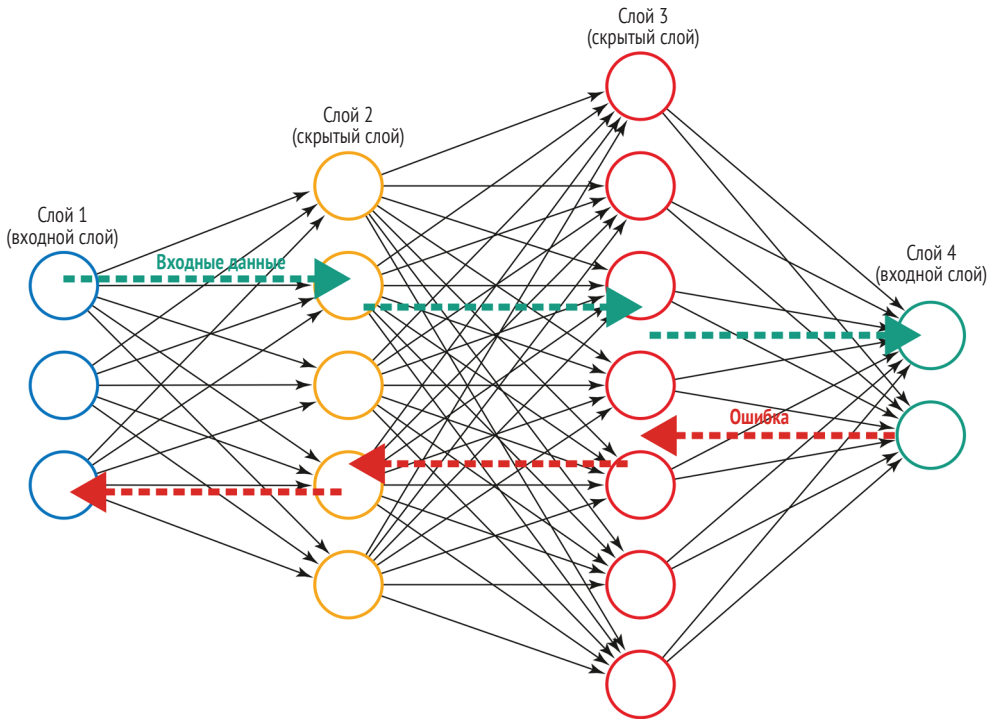 Слой 1
(входной слой)
Слой 2
(скрытый слой)
Слой 3
(скрытый слой)
Слой 4
(входной слой)
Входные данные
Ошибка